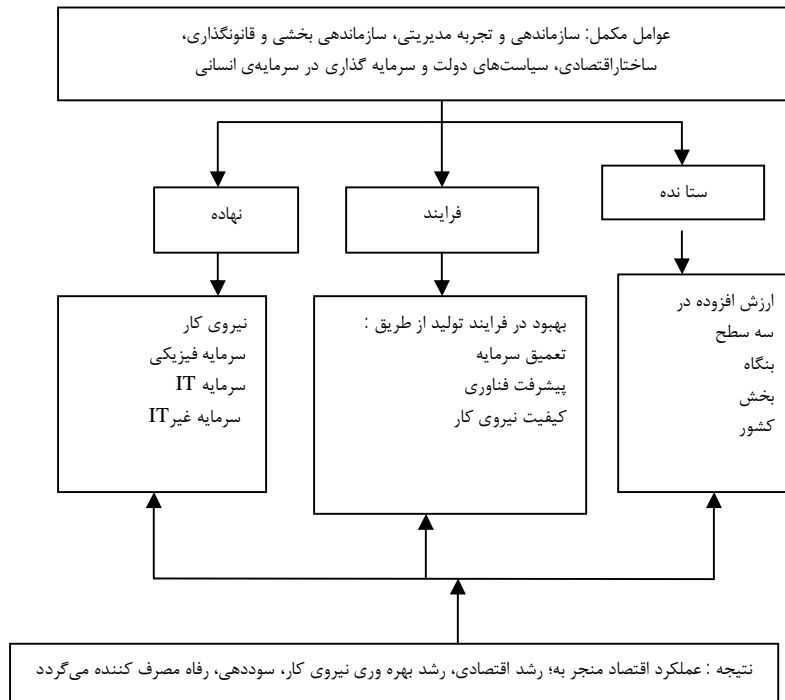 عوامل مکمل: سازماندهی و تجربه مدیریتی، سازماندهی بخشی و قانونگذاری،
ساختاراقتصادی، سیاست‌های دولت و سرمایه گذاری در سرمایه‌ی انسانی
ستا نده
فرایند
نهاده
ارزش افزوده در
سه سطح
بنگاه
بخش
کشور
بهبود در فرایند تولید از طریق :
تعمیق سرمایه
پیشرفت فناوری
کیفیت نیروی کار
نیروی کار
سرمایه فیزیکی
سرمایه IT
سرمایه غیرIT
نتیجه : عملکرد اقتصاد منجر به؛ رشد اقتصادی، رشد بهره وری نیروی کار، سوددهی، رفاه مصرف کننده می‌گردد